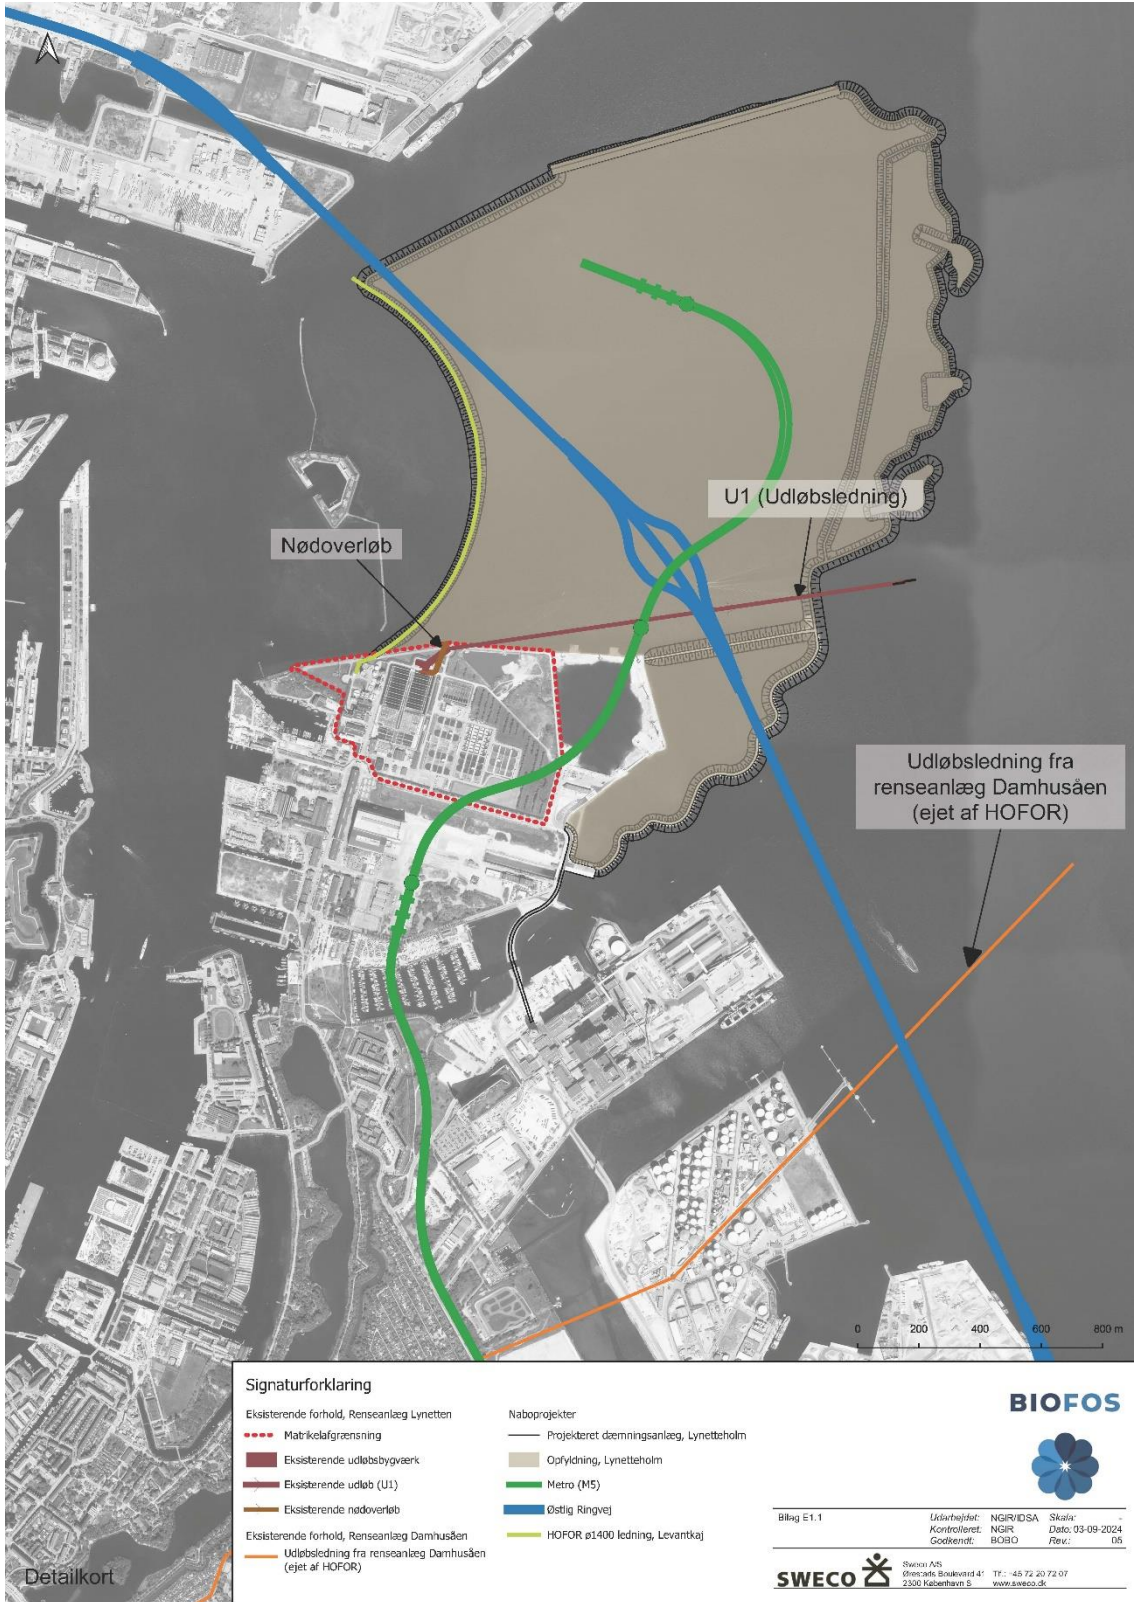 U1 (Udløbsledning)
Nødoverløb
Udløbsledning fra
renseanlæg Damhusåen
(ejet af HOFOR)
0 200 400 600 800 m
Detailkort
Signaturforklaring
Eksisterende forhold, Renseanlæg Lynetten
Matrikelafgrænsning
Eksisterende udløbsbygværk
Eksisterende udløb (U1)
Eksisterende nødoverløb
Eksisterende forhold, Renseanlæg Damhusåen
Udløbsledning fra renseanlæg Damhusåen
(ejet af HOFOR)
Naboprojekter
Projekteret dæmningsanlæg, Lynetteholm
Opfyldning, Lynetteholm
Metro (M5)
Østlig Ringvej
HOFOR ø1400 ledning, Levantkaj
BIOFOS
Bilag E1.1
Udarbejdet: NGIR/IDSA Skala: -
Kontrolleret: NGIR Dato: 03-09-2024
Godkendt: BOBO Rev.: 05
SWECO
Sweco A/S
Ørestads Boulevard 41 Tf.: +45 72 20 72 07
2300 København S www.sweco.dk